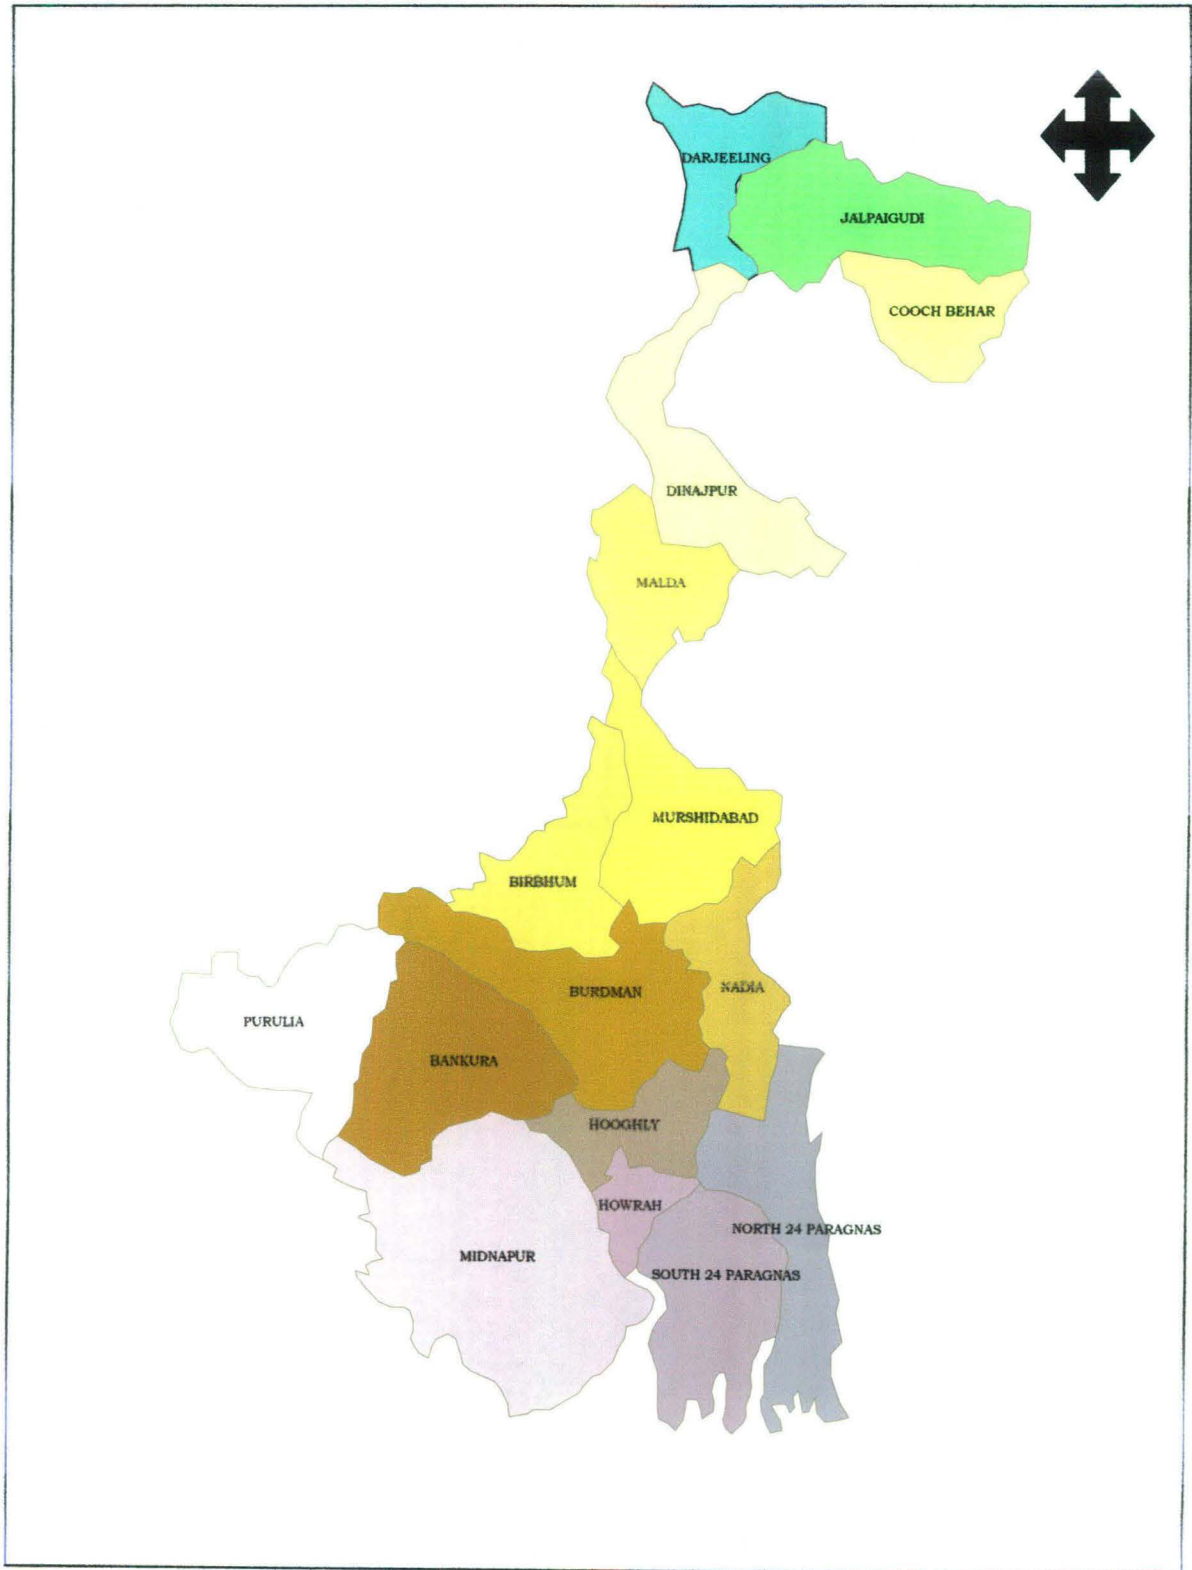 DARJEELING
JALPAIGUDI
COOCH BEHAR
DINAJPUR
MALDA
MURSHIDABAD
BIRBHUM
BURDMAN
NADIA
PURULIA
BANKURA
HOOGHLY
HOWRAH
NORTH 24 PARAGNAS
MIDNAPUR
SOUTH 24 PARAGNAS